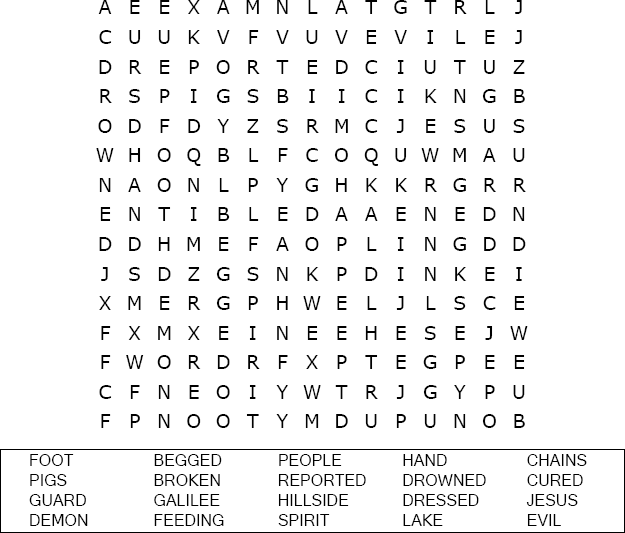 A E E X A M N L A T G T R L J
C U U K V F V U V E V I L E J
D R E P O R T E D C I U T U Z
R S P I G S B I I C I K N G B
O D F D Y Z S R M C J E S U S
W H O Q B L F C O Q U W M A U
N A O N L P Y G H K K R G R R
E N T I B L E D A A E N E D N
D D H M E F A O P L I N G D D
J S D Z G S N K P D I N K E I
X M E R G P H W E L J L S C E
F X M X E I N E E H E S E J W
F W O R D R F X P T E G P E E
C F N E O I Y W T R J G Y P U
F P N O O T Y M D U P U N O B
FOOT BEGGED PEOPLE HAND CHAINS
PIGS BROKEN REPORTED DROWNED CURED
GUARD GALILEE HILLSIDE DRESSED JESUS
DEMON FEEDING SPIRIT LAKE EVIL